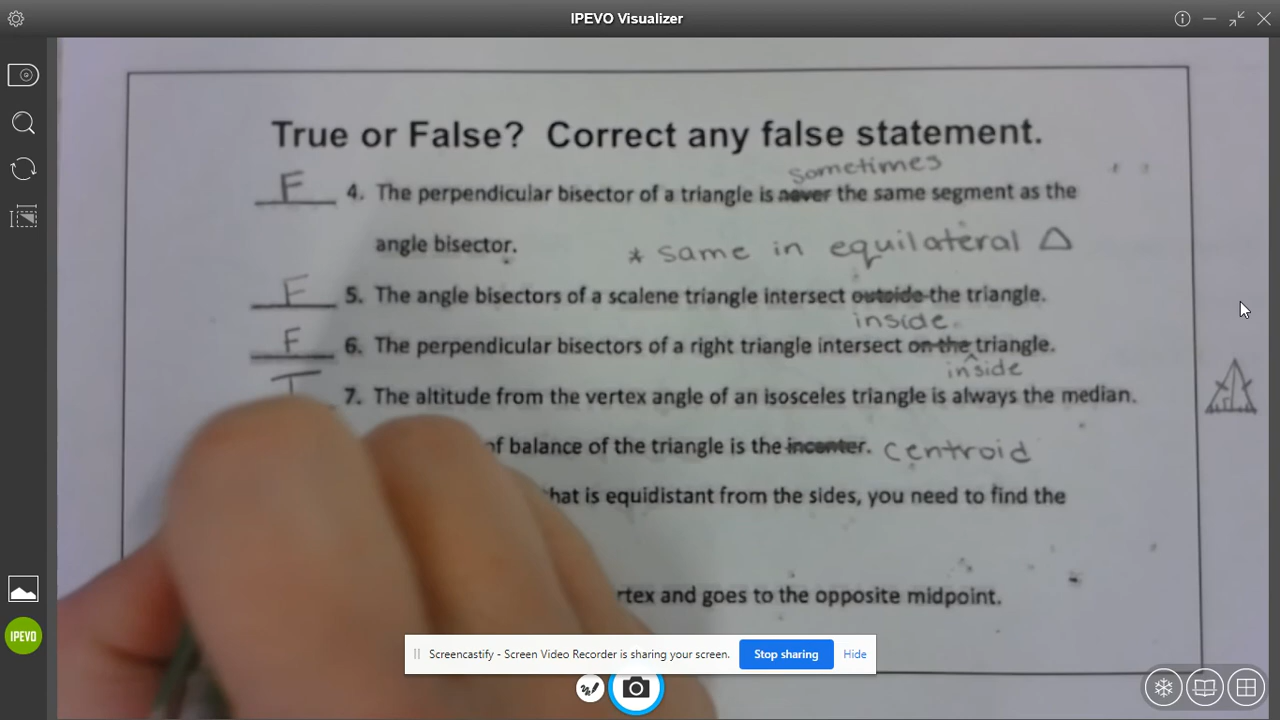 IPEVO Visualizer
True or False? Correct any false statement.
sometimes
F 4. The perpendicular bisector of a triangle is never the same segment as the
angle bisector. * same in equilateral △
F 5. The angle bisectors of a scalene triangle intersect outside the triangle.
inside
F 6. The perpendicular bisectors of a right triangle intersect on the triangle.
inside
T 7. The altitude from the vertex angle of an isosceles triangle is always the median.
of balance of the triangle is the incenter. centroid
that is equidistant from the sides, you need to find the
and goes to the opposite midpoint.
Screencastify - Screen Video Recorder is sharing your screen. Stop sharing Hide
IPEVO